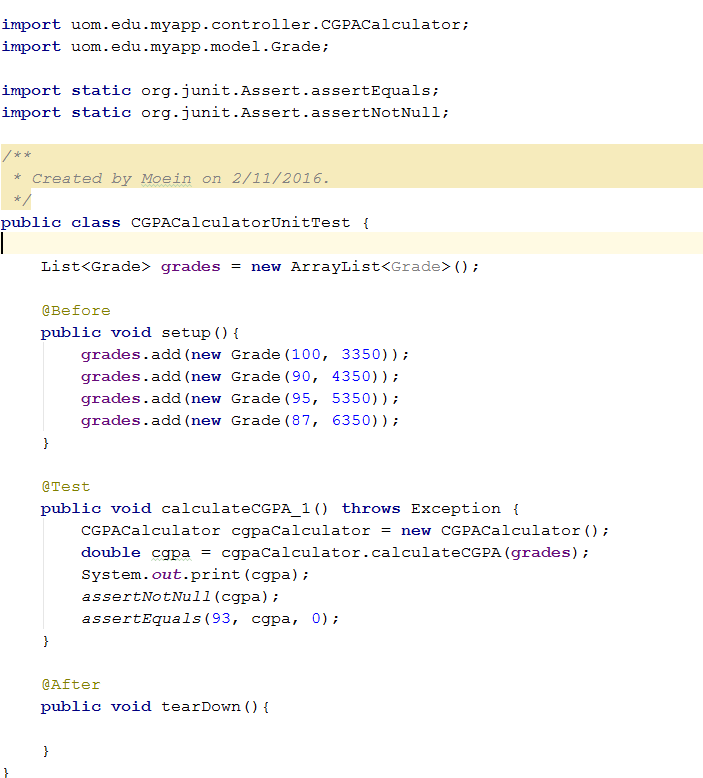 import uom.edu.myapp.controller.CGPACalculator;
import uom.edu.myapp.model.Grade;
import static org.junit.Assert.assertEquals;
import static org.junit.Assert.assertNotNull;
/**
* Created by Moein on 2/11/2016.
*/
public class CGPACalculatorUnitTest {
List<Grade> grades = new ArrayList<Grade>();
@Before
public void setup(){
grades.add(new Grade(100, 3350));
grades.add(new Grade(90, 4350));
grades.add(new Grade(95, 5350));
grades.add(new Grade(87, 6350));
}
@Test
public void calculateCGPA_1() throws Exception {
CGPACalculator cgpaCalculator = new CGPACalculator();
double cgpa = cgpaCalculator.calculateCGPA(grades);
System.out.print(cgpa);
assertNotNull(cgpa);
assertEquals(93, cgpa, 0);
}
@After
public void tearDown(){
}
}